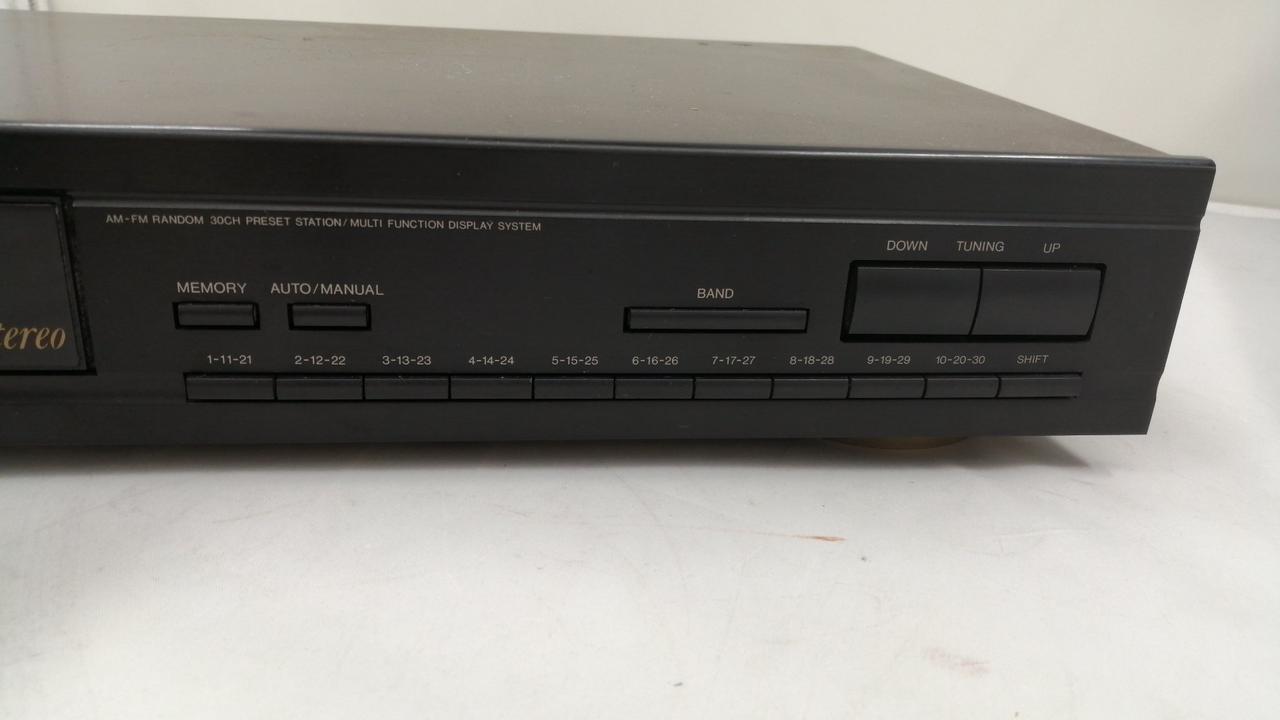 AM-FM RANDOM 30CH PRESET STATION/MULTI FUNCTION DISPLAY SYSTEM
DOWN TUNING UP
MEMORY AUTO/MANUAL BAND
tereo
1-11-21 2-12-22 3-13-23 4-14-24 5-15-25 6-16-26 7-17-27 8-18-28 9-19-29 10-20-30 SHIFT